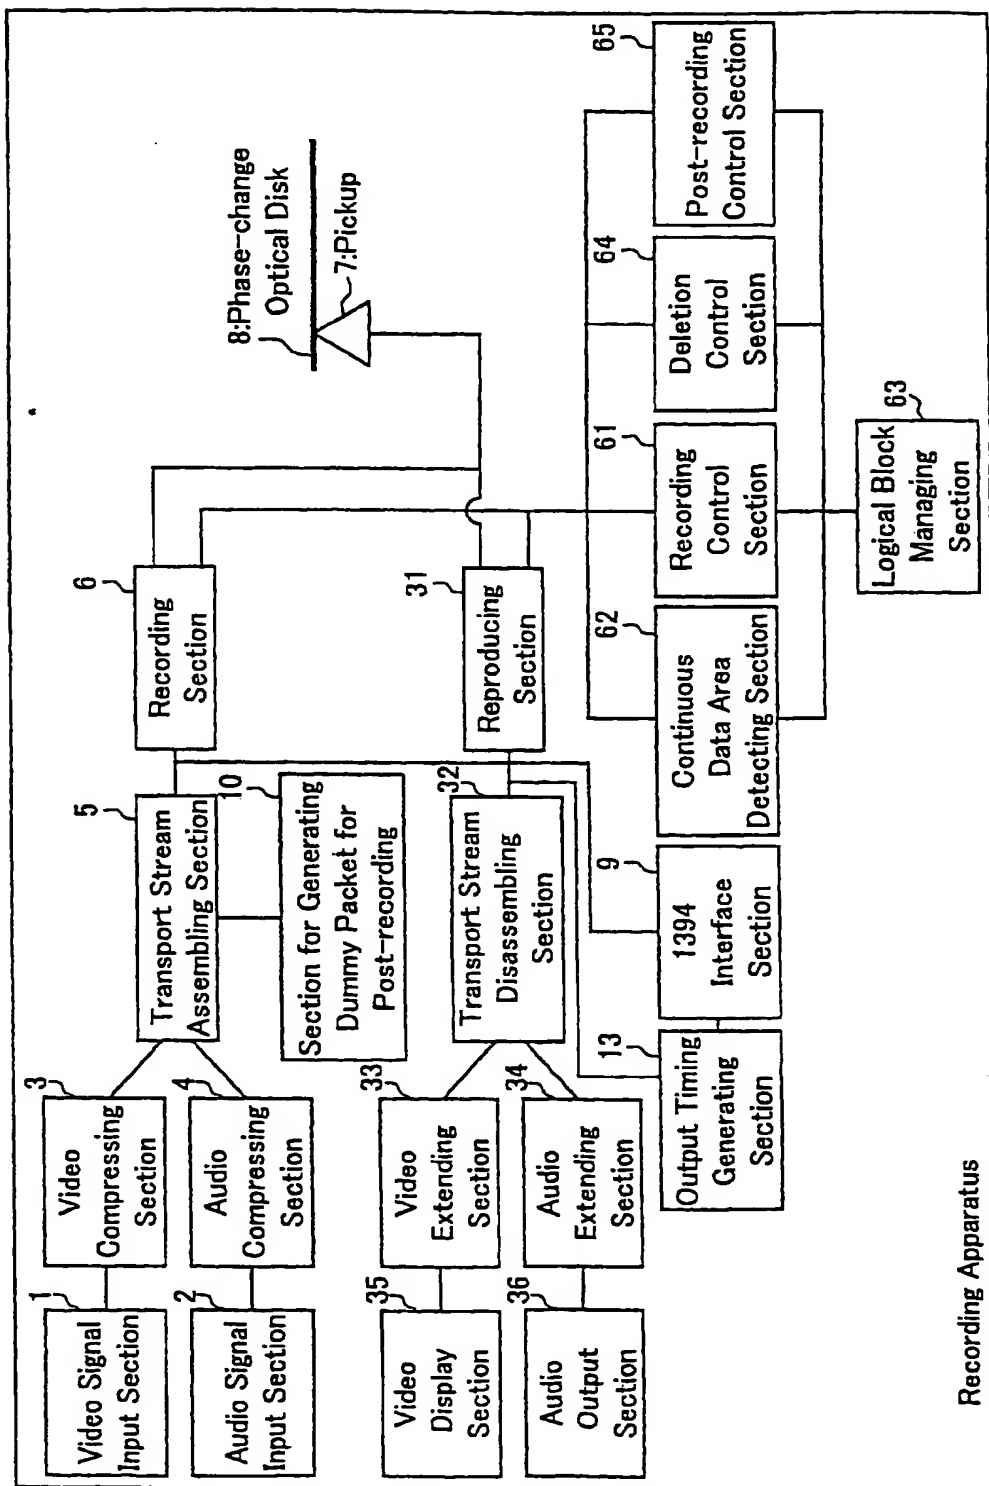 1
Video Signal
Input Section
3
Video
Compressing
Section
5
Transport Stream
Assembling Section
6
Recording
Section
8:Phase-change
Optical Disk
7:Pickup
2
Audio Signal
Input Section
4
Audio
Compressing
Section
10
Section for Generating
Dummy Packet for
Post-recording
35
Video
Display
Section
33
Video
Extending
Section
32
Transport Stream
Disassembling
Section
31
Reproducing
Section
36
Audio
Output
Section
34
Audio
Extending
Section
13
Output Timing
Generating
Section
9
1394
Interface
Section
62
Continuous
Data Area
Detecting Section
61
Recording
Control
Section
64
Deletion
Control
Section
65
Post-recording
Control Section
63
Logical Block
Managing
Section
Recording Apparatus